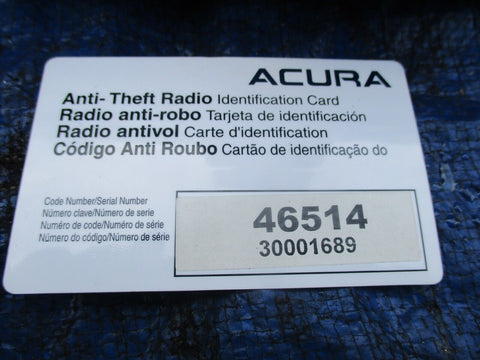 ACURA
Anti- Theft Radio Identification Card
Radio anti-robo Tarjeta de identificación
Radio antivol Carte d'identification
Código Anti Roubo Cartão de identificação do
Code Number/Serial Number
Número clave/Número de serie
Numéro de code/Numéro de série
Número do código/Número de série
46514
30001689